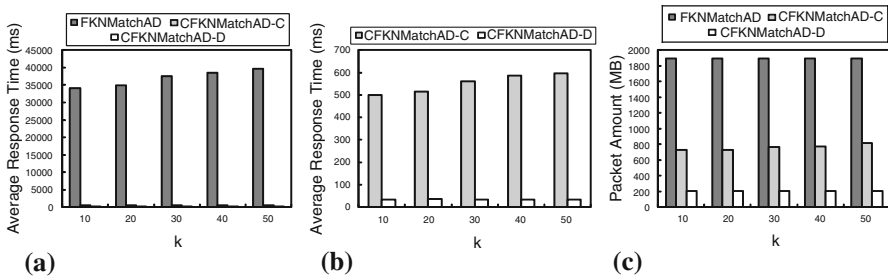 FKNMatchAD CFKNMatchAD-C
CFKNMatchAD-D
Average Response Time (ms)
45000
40000
35000
30000
25000
20000
15000
10000
5000
0
10 20 30 40 50
k
(a)
CFKNMatchAD-C CFKNMatchAD-D
Average Response Time (ms)
700
600
500
400
300
200
100
0
10 20 30 40 50
k
(b)
FKNMatchAD CFKNMatchAD-C
CFKNMatchAD-D
Packet Amount (MB)
2000
1800
1600
1400
1200
1000
800
600
400
200
0
10 20 30 40 50
k
(c)